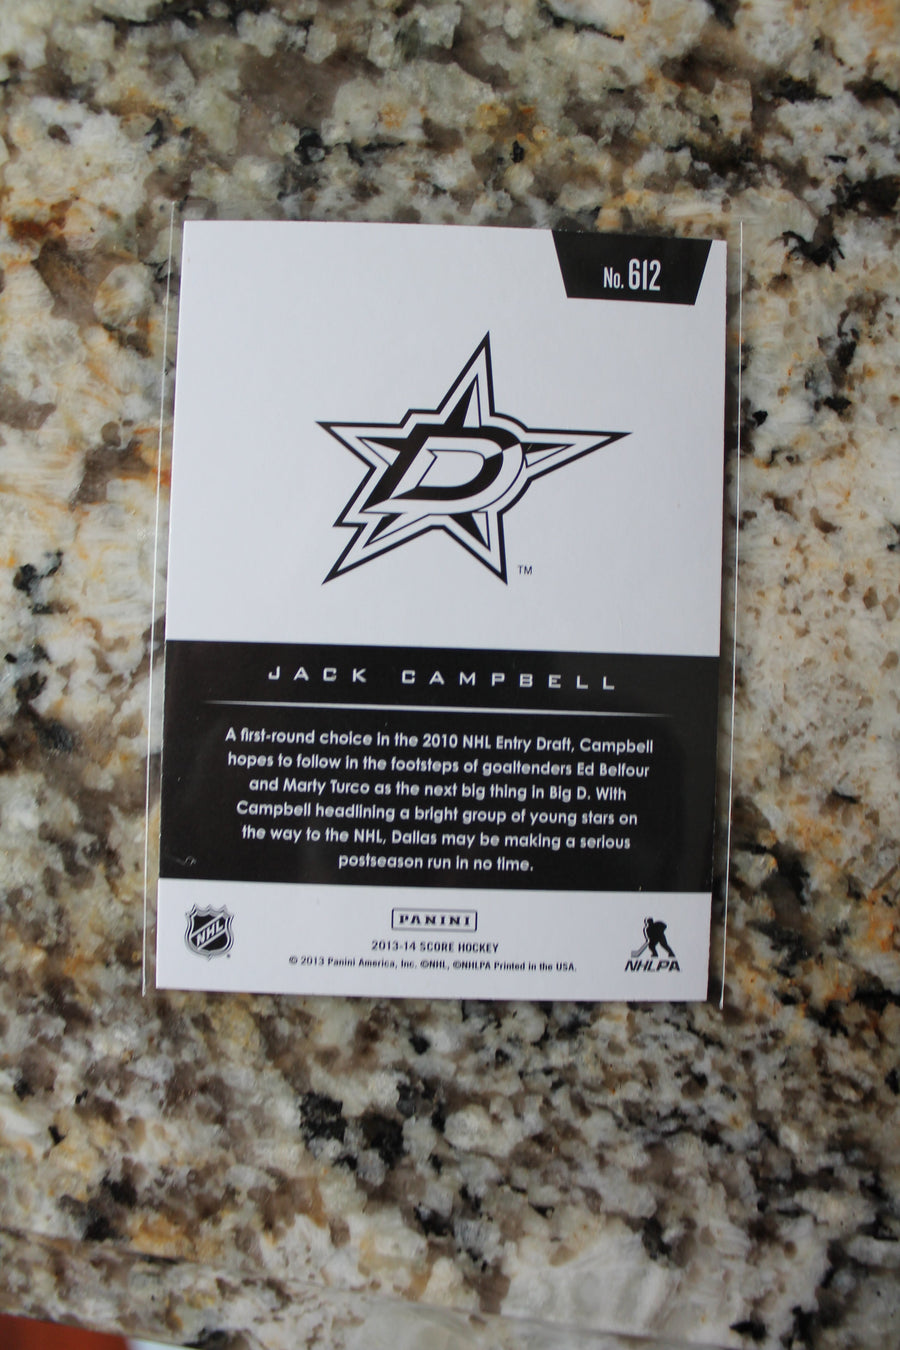 No. 612
D
TM
JACK CAMPBELL
A first-round choice in the 2010 NHL Entry Draft, Campbell
hopes to follow in the footsteps of goaltenders Ed Belfour
and Marty Turco as the next big thing in Big D. With
Campbell headlining a bright group of young stars on
the way to the NHL, Dallas may be making a serious
postseason run in no time.
NHL
PANINI
2013-14 SCORE HOCKEY
© 2013 Panini America, Inc. ©NHL, ©NHLPA Printed in the USA.
NHLPA